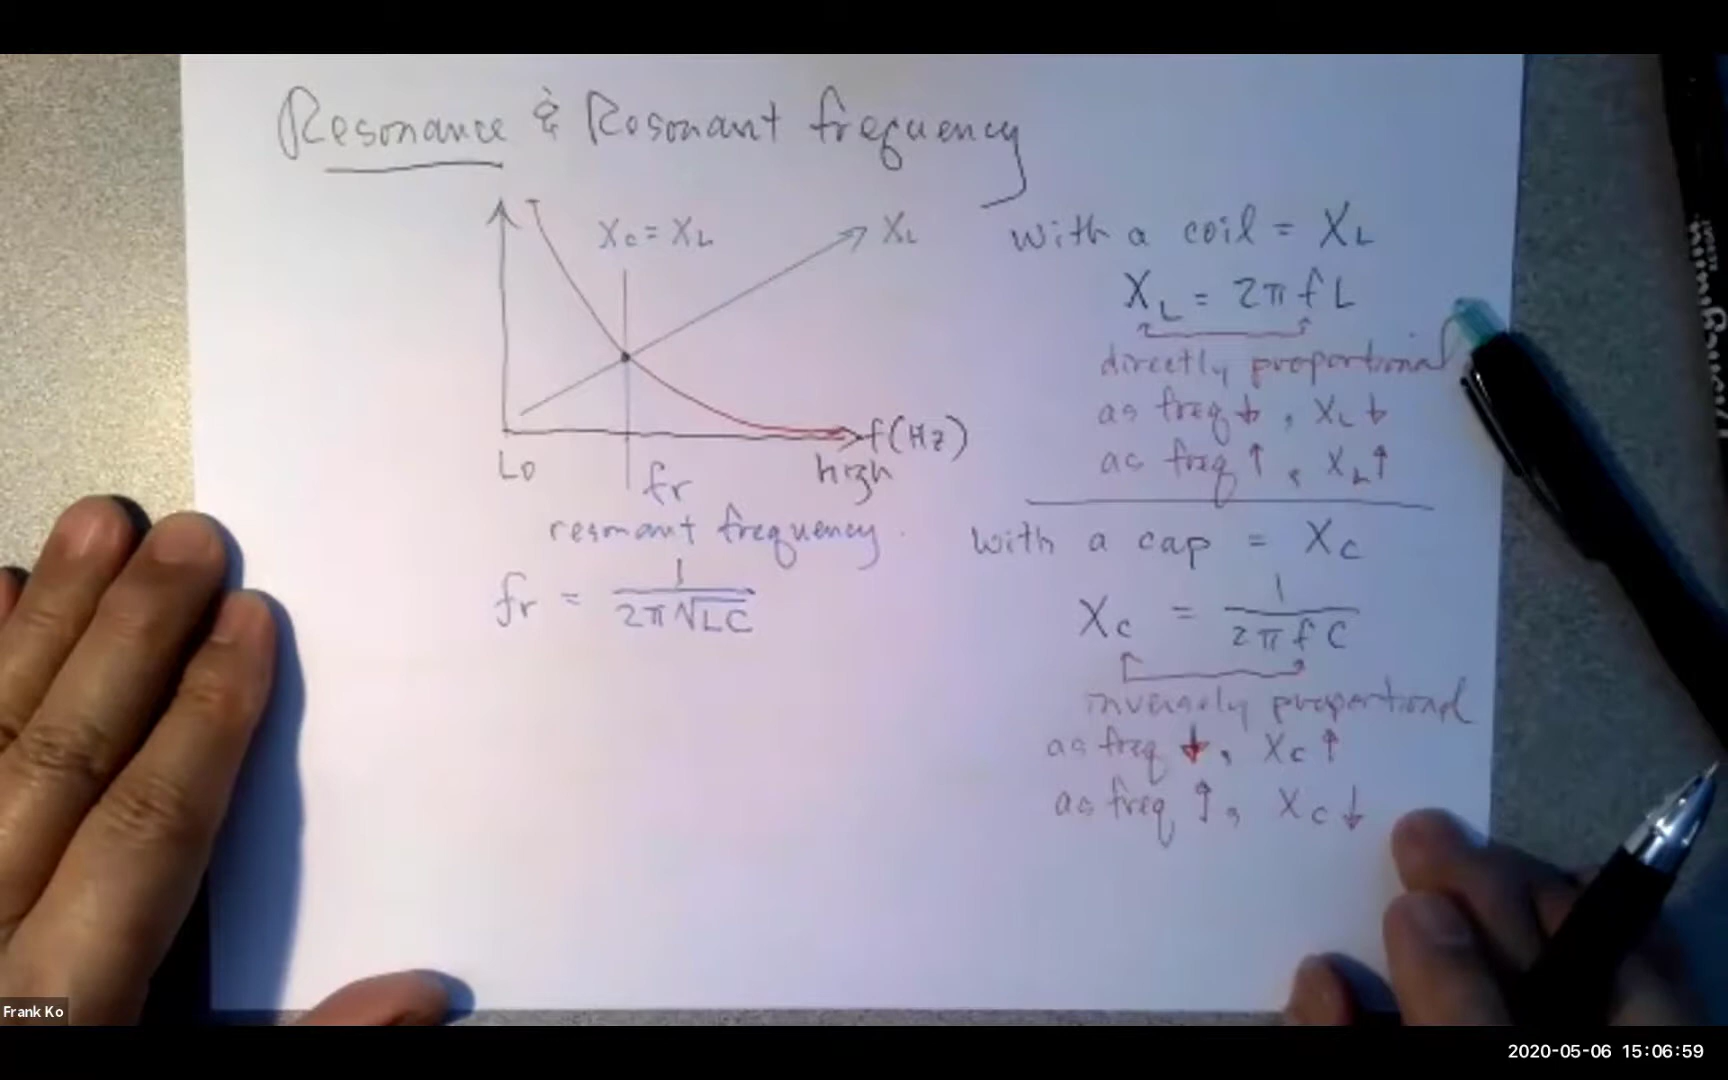 Resonance & Resonant frequency
Xc = XL
XL
f(Hz)
Lo
high
fr
resonant frequency.
fr = 1 / 2π√LC
with a coil = XL
XL = 2πfL
directly proportional
as freq ↓, XL ↓
as freq ↑, XL ↑
with a cap = Xc
Xc = 1 / 2πfC
inversely proportional
as freq ↓, Xc ↑
as freq ↑, Xc ↓
Frank Ko
2020-05-06 15:06:59